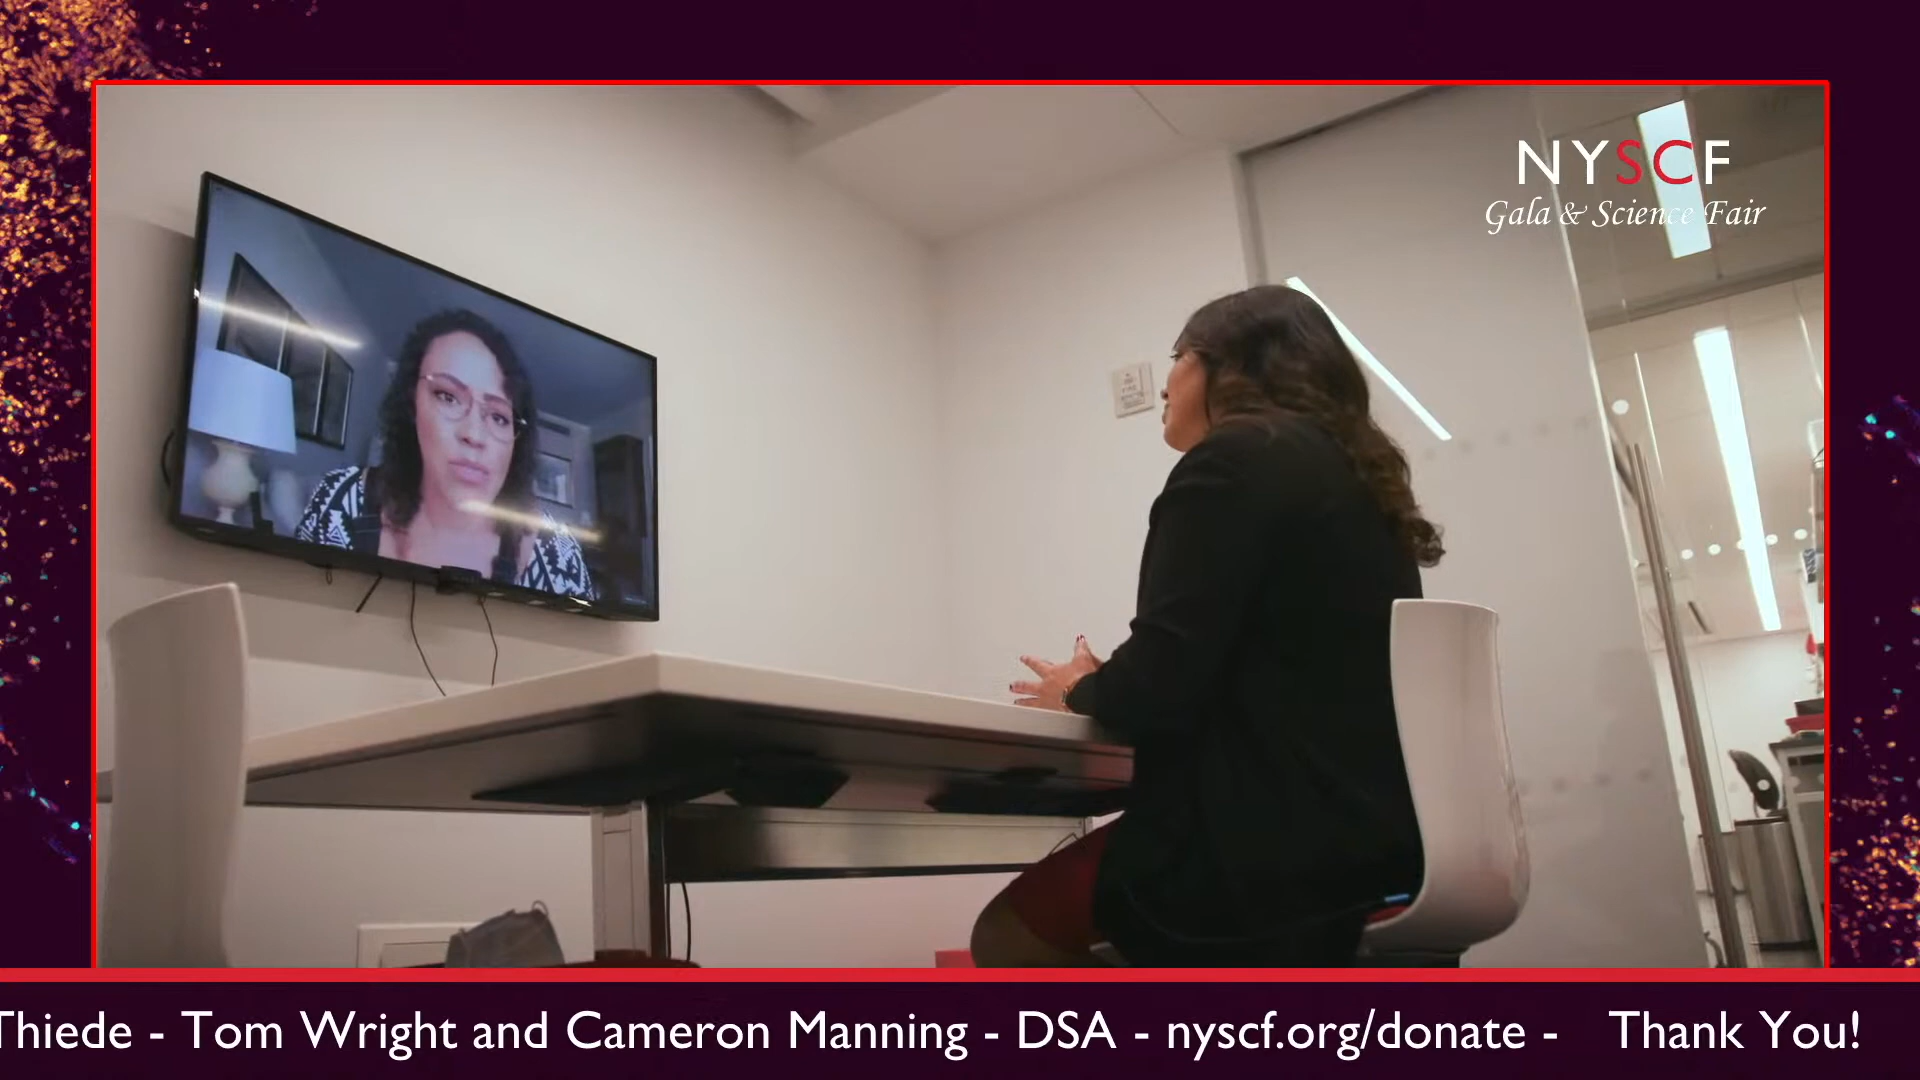 NYSCF
Gala & Science Fair
Thiede - Tom Wright and Cameron Manning - DSA - nyscf.org/donate - Thank You!